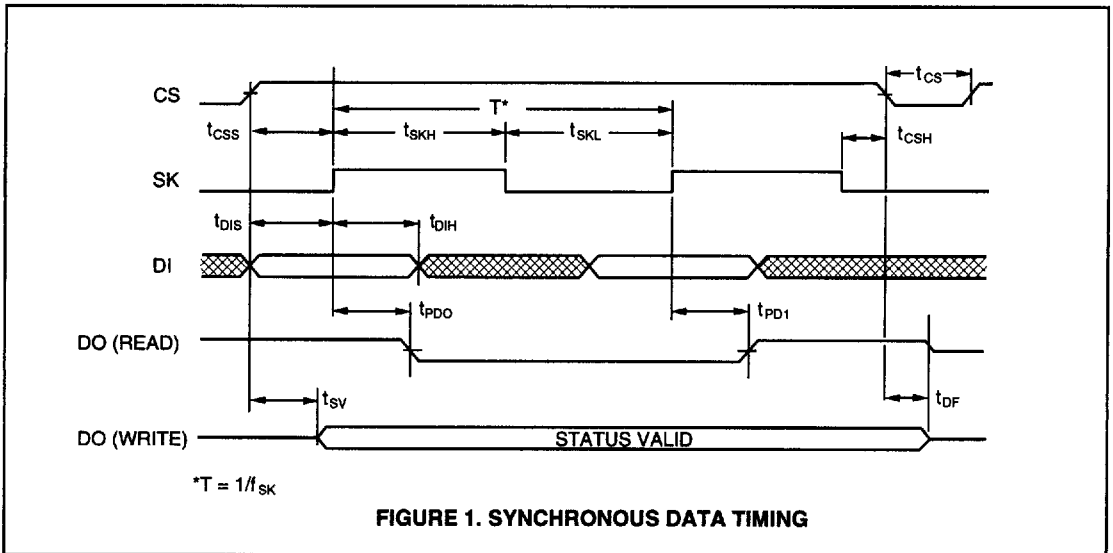 t_CS
CS
T*
t_CSS
t_SKH
t_SKL
t_CSH
SK
t_DIS
t_DIH
DI
t_PD0
t_PD1
DO (READ)
t_SV
t_DF
DO (WRITE)
STATUS VALID
*T = 1/f_SK
FIGURE 1. SYNCHRONOUS DATA TIMING